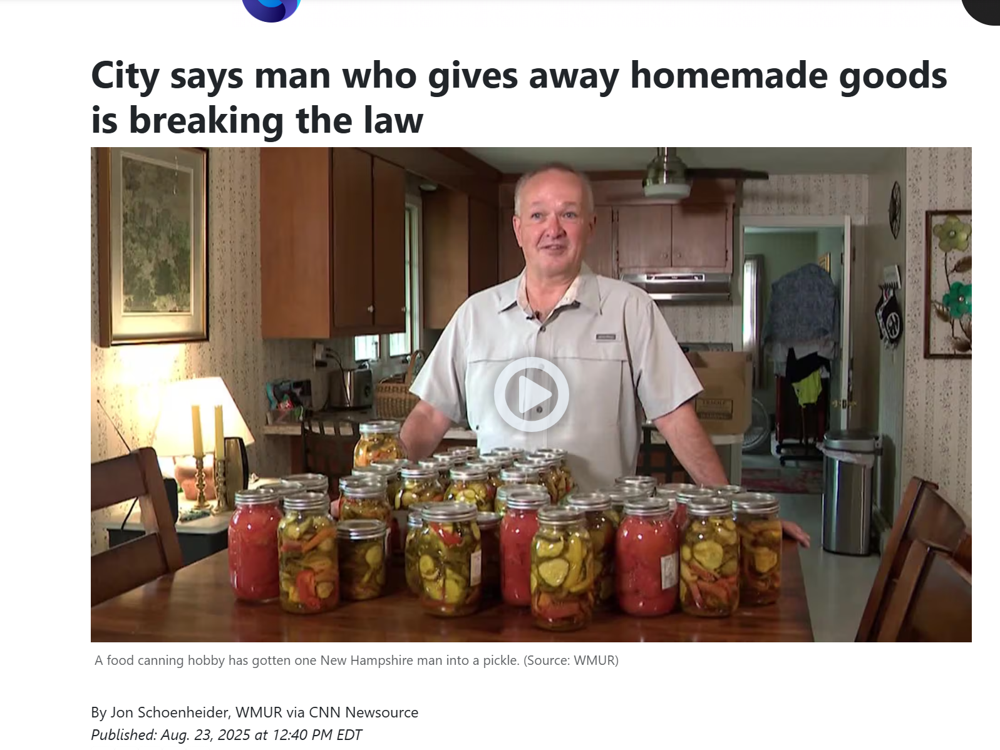 City says man who gives away homemade goods
is breaking the law
FRAGILE
A food canning hobby has gotten one New Hampshire man into a pickle. (Source: WMUR)
By Jon Schoenheider, WMUR via CNN Newsource
Published: Aug. 23, 2025 at 12:40 PM EDT